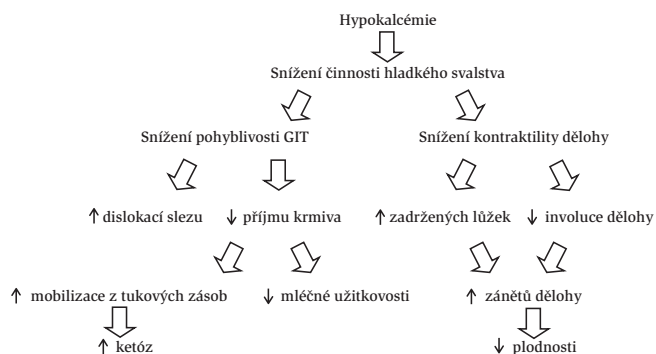 Hypokalcémie
Snížení činnosti hladkého svalstva
Snížení pohyblivosti GIT
Snížení kontraktility dělohy
↑ dislokací slezu
↓ příjmu krmiva
↑ zadržených lůžek
↓ involuce dělohy
↑ mobilizace z tukových zásob
↓ mléčné užitkovosti
↑ zánětů dělohy
↑ ketóz
↓ plodnosti